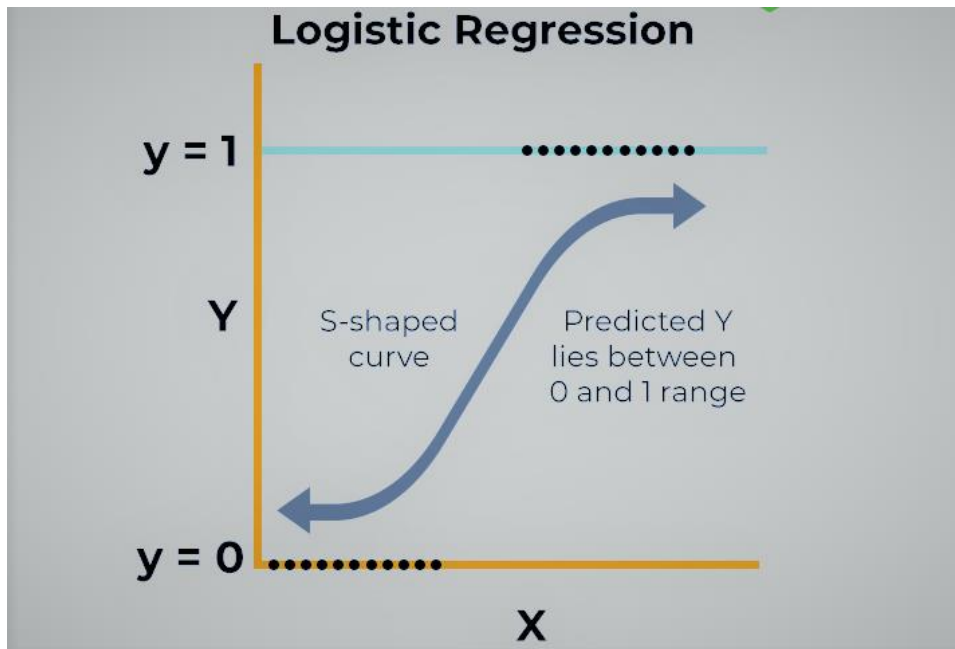 Logistic Regression
y = 1
Y
S-shaped
curve
Predicted Y
lies between
0 and 1 range
y = 0
X